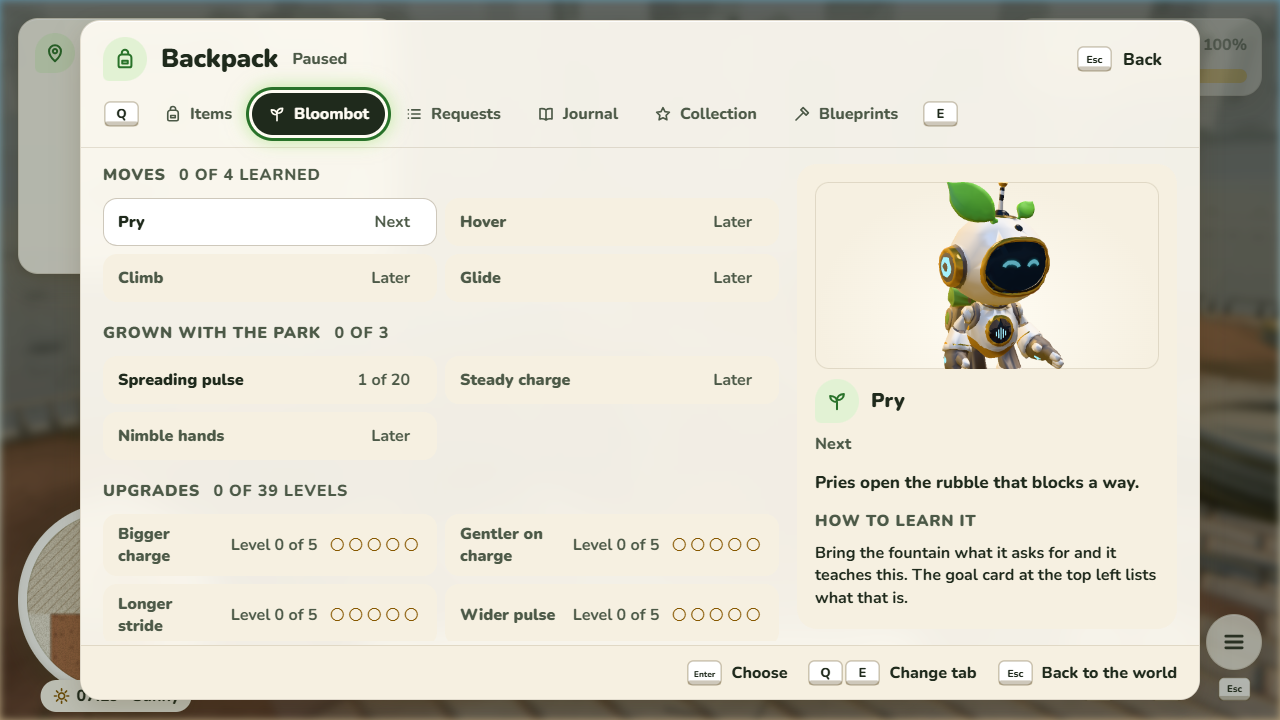 Backpack Paused
Esc Back
100%
Q Items Bloombot Requests Journal Collection Blueprints E
MOVES 0 OF 4 LEARNED
Pry Next
Hover Later
Climb Later
Glide Later
GROWN WITH THE PARK 0 OF 3
Spreading pulse 1 of 20
Steady charge Later
Nimble hands Later
UPGRADES 0 OF 39 LEVELS
Bigger charge Level 0 of 5
Gentler on charge Level 0 of 5
Longer stride Level 0 of 5
Wider pulse Level 0 of 5
Pry
Next
Pries open the rubble that blocks a way.
HOW TO LEARN IT
Bring the fountain what it asks for and it
teaches this. The goal card at the top left lists
what that is.
Enter Choose Q E Change tab Esc Back to the world
Esc